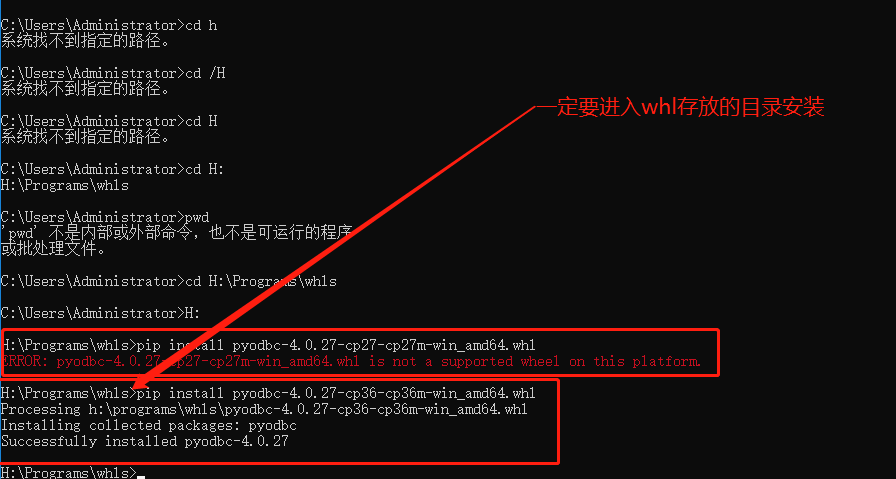 C:\Users\Administrator>cd h
系统找不到指定的路径。
C:\Users\Administrator>cd /H
系统找不到指定的路径。
C:\Users\Administrator>cd H
系统找不到指定的路径。
C:\Users\Administrator>cd H:
H:\Programs\whls
C:\Users\Administrator>pwd
'pwd' 不是内部或外部命令，也不是可运行的程序
或批处理文件。
C:\Users\Administrator>cd H:\Programs\whls
C:\Users\Administrator>H:
H:\Programs\whls>pip install pyodbc-4.0.27-cp27-cp27m-win_amd64.whl
ERROR: pyodbc-4.0.27-cp27-cp27m-win_amd64.whl is not a supported wheel on this platform.
H:\Programs\whls>pip install pyodbc-4.0.27-cp36-cp36m-win_amd64.whl
Processing h:\programs\whls\pyodbc-4.0.27-cp36-cp36m-win_amd64.whl
Installing collected packages: pyodbc
Successfully installed pyodbc-4.0.27
H:\Programs\whls>
一定要进入whl存放的目录安装